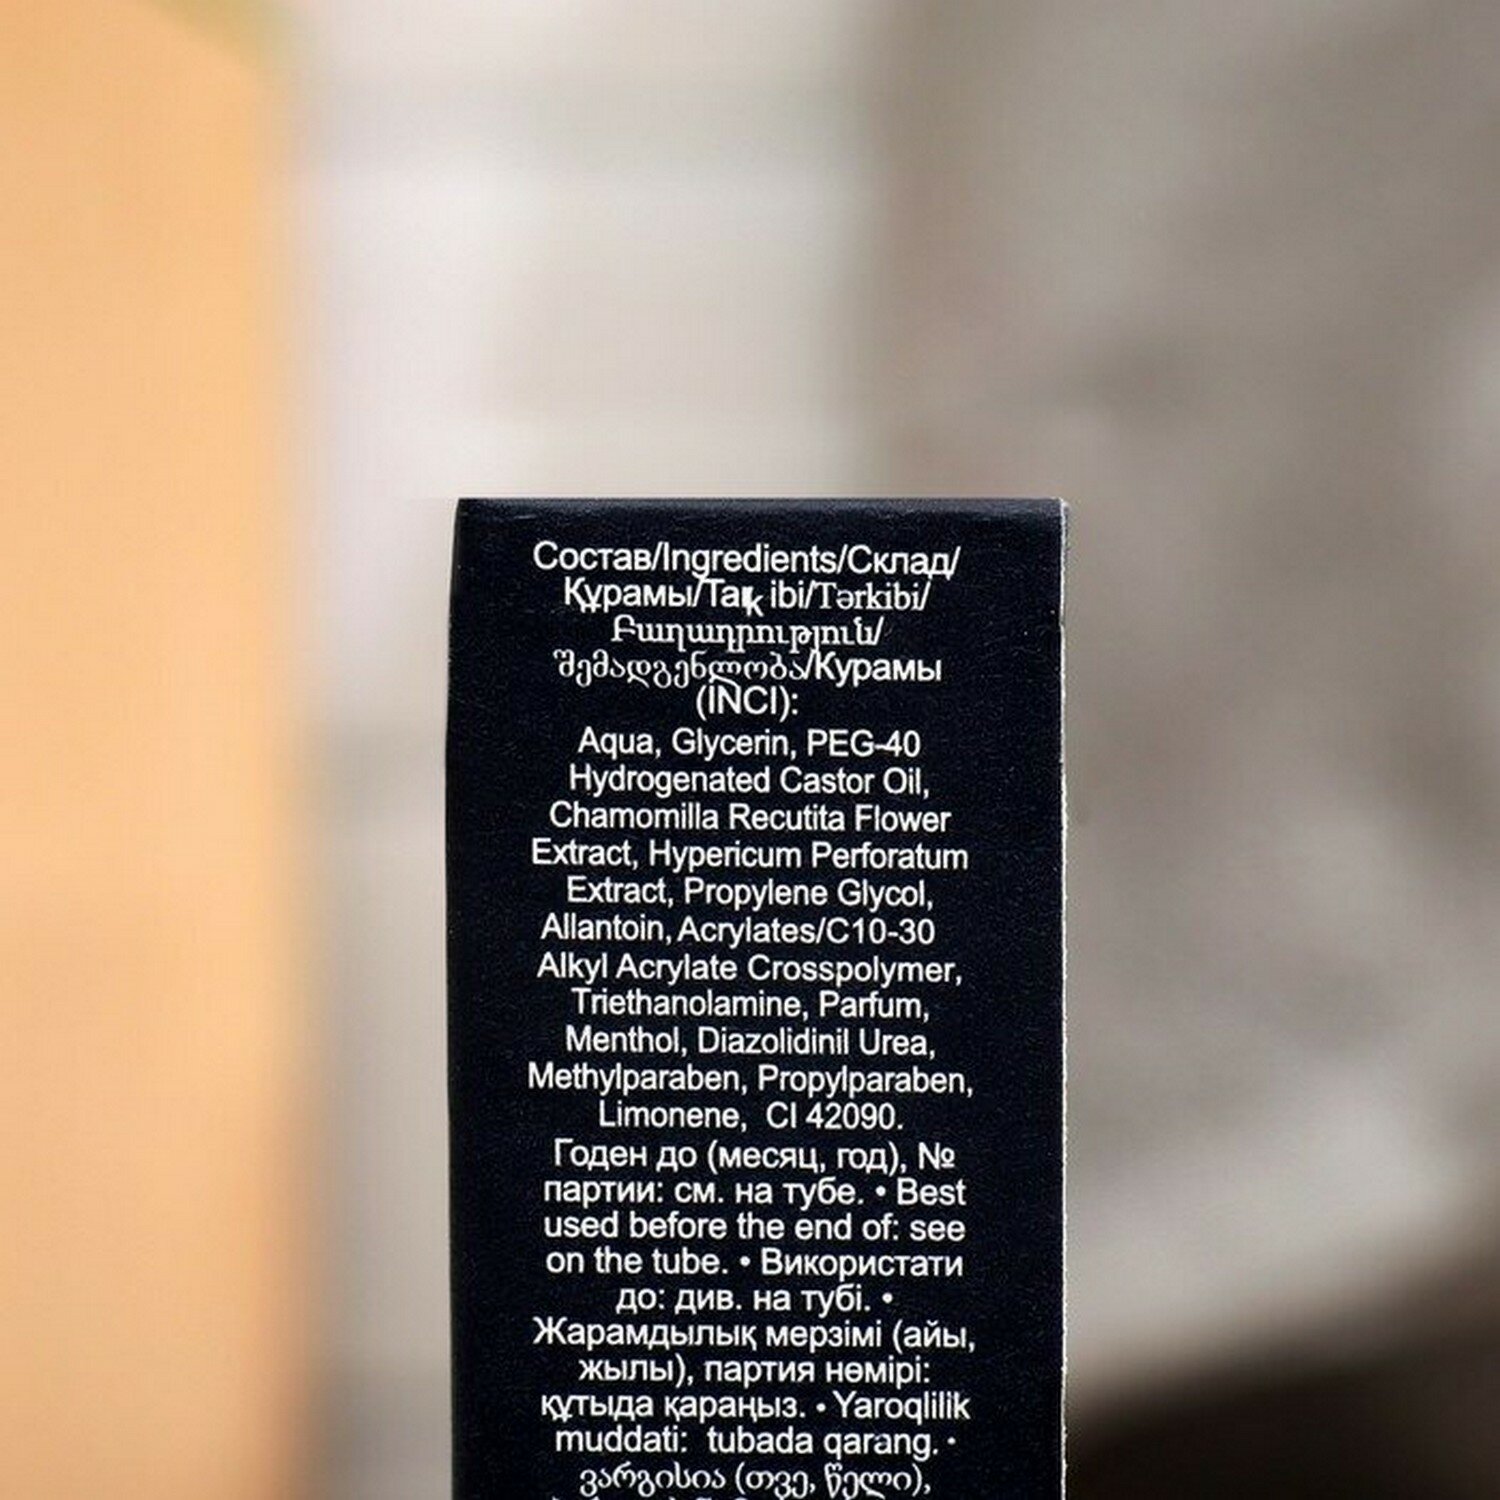 Состав/Ingredients/Склад/
Құрамы/Taқ ibi/Tərkibi/
Բաղադրություն/
შემადგენლობა/Курамы
(INCI):
Aqua, Glycerin, PEG-40
Hydrogenated Castor Oil,
Chamomilla Recutita Flower
Extract, Hypericum Perforatum
Extract, Propylene Glycol,
Allantoin, Acrylates/C10-30
Alkyl Acrylate Crosspolymer,
Triethanolamine, Parfum,
Menthol, Diazolidinil Urea,
Methylparaben, Propylparaben,
Limonene, CI 42090.
Годен до (месяц, год), №
партии: см. на тубе. • Best
used before the end of: see
on the tube. • Використати
до: див. на тубі. •
Жарамдылық мерзімі (айы,
жылы), партия нөмірі:
құтыда қараңыз. • Yaroqlilik
muddati: tubada qarang. •
ვარგისია (თვე, წელი),